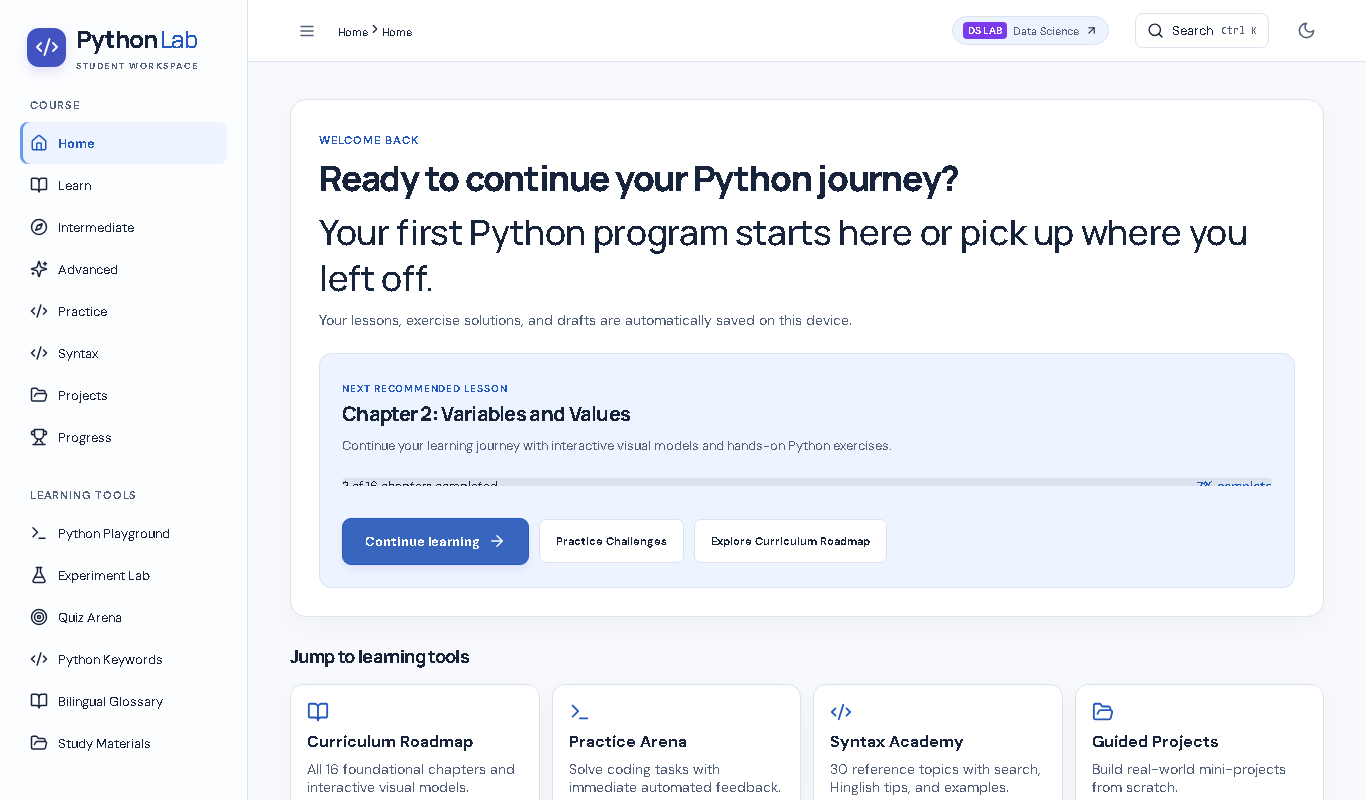 Python Lab
STUDENT WORKSPACE
COURSE
Home
Learn
Intermediate
Advanced
Practice
Syntax
Projects
Progress
LEARNING TOOLS
Python Playground
Experiment Lab
Quiz Arena
Python Keywords
Bilingual Glossary
Study Materials
Home > Home
DS LAB Data Science
Search Ctrl K
WELCOME BACK
Ready to continue your Python journey?
Your first Python program starts here or pick up where you
left off.
Your lessons, exercise solutions, and drafts are automatically saved on this device.
NEXT RECOMMENDED LESSON
Chapter 2: Variables and Values
Continue your learning journey with interactive visual models and hands-on Python exercises.
of 16 chapters completed 7% complete
Continue learning
Practice Challenges
Explore Curriculum Roadmap
Jump to learning tools
Curriculum Roadmap
All 16 foundational chapters and
interactive visual models.
Practice Arena
Solve coding tasks with
immediate automated feedback.
Syntax Academy
30 reference topics with search,
Hinglish tips, and examples.
Guided Projects
Build real-world mini-projects
from scratch.